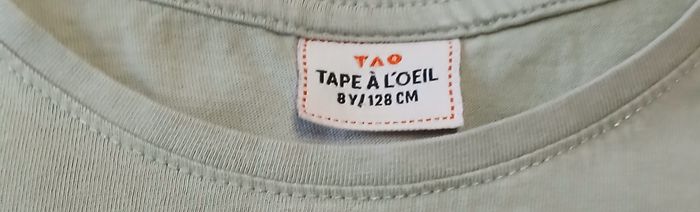 TAO
TAPE À L'OEIL
8Y/128 CM